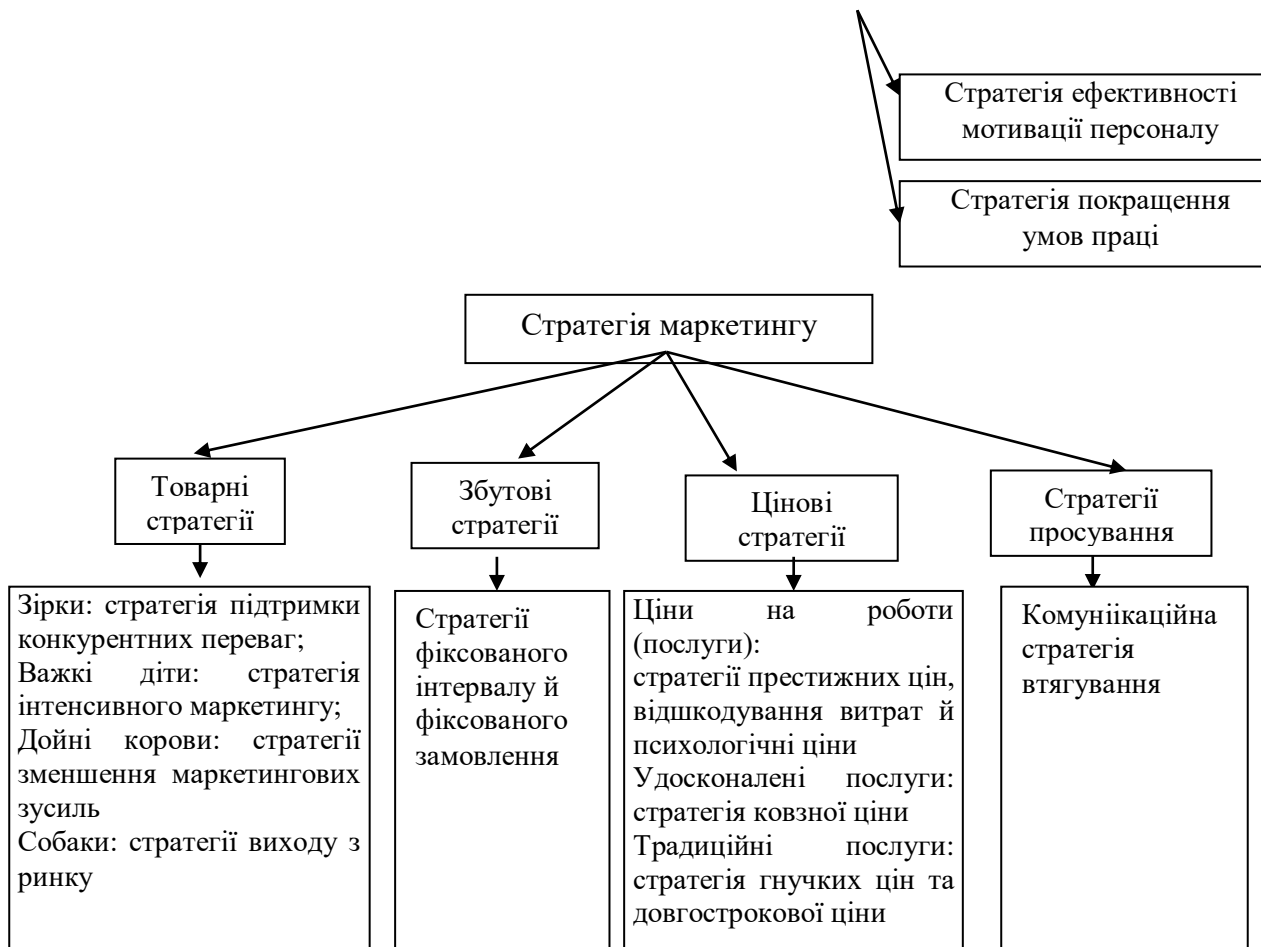 Стратегія ефективності
мотивації персоналу
Стратегія покращення
умов праці
Стратегія маркетингу
Товарні
стратегії
Збутові
стратегії
Цінові
стратегії
Стратегії
просування
Зірки: стратегія підтримки
конкурентних переваг;
Важкі діти: стратегія
інтенсивного маркетингу;
Дойні корови: стратегії
зменшення маркетингових
зусиль
Собаки: стратегії виходу з
ринку
Стратегії
фіксованого
інтервалу й
фіксованого
замовлення
Ціни на роботи
(послуги):
стратегії престижних цін,
відшкодування витрат й
психологічні ціни
Удосконалені послуги:
стратегія ковзної ціни
Традиційні послуги:
стратегія гнучких цін та
довгострокової ціни
Комуніікаційна
стратегія
втягування